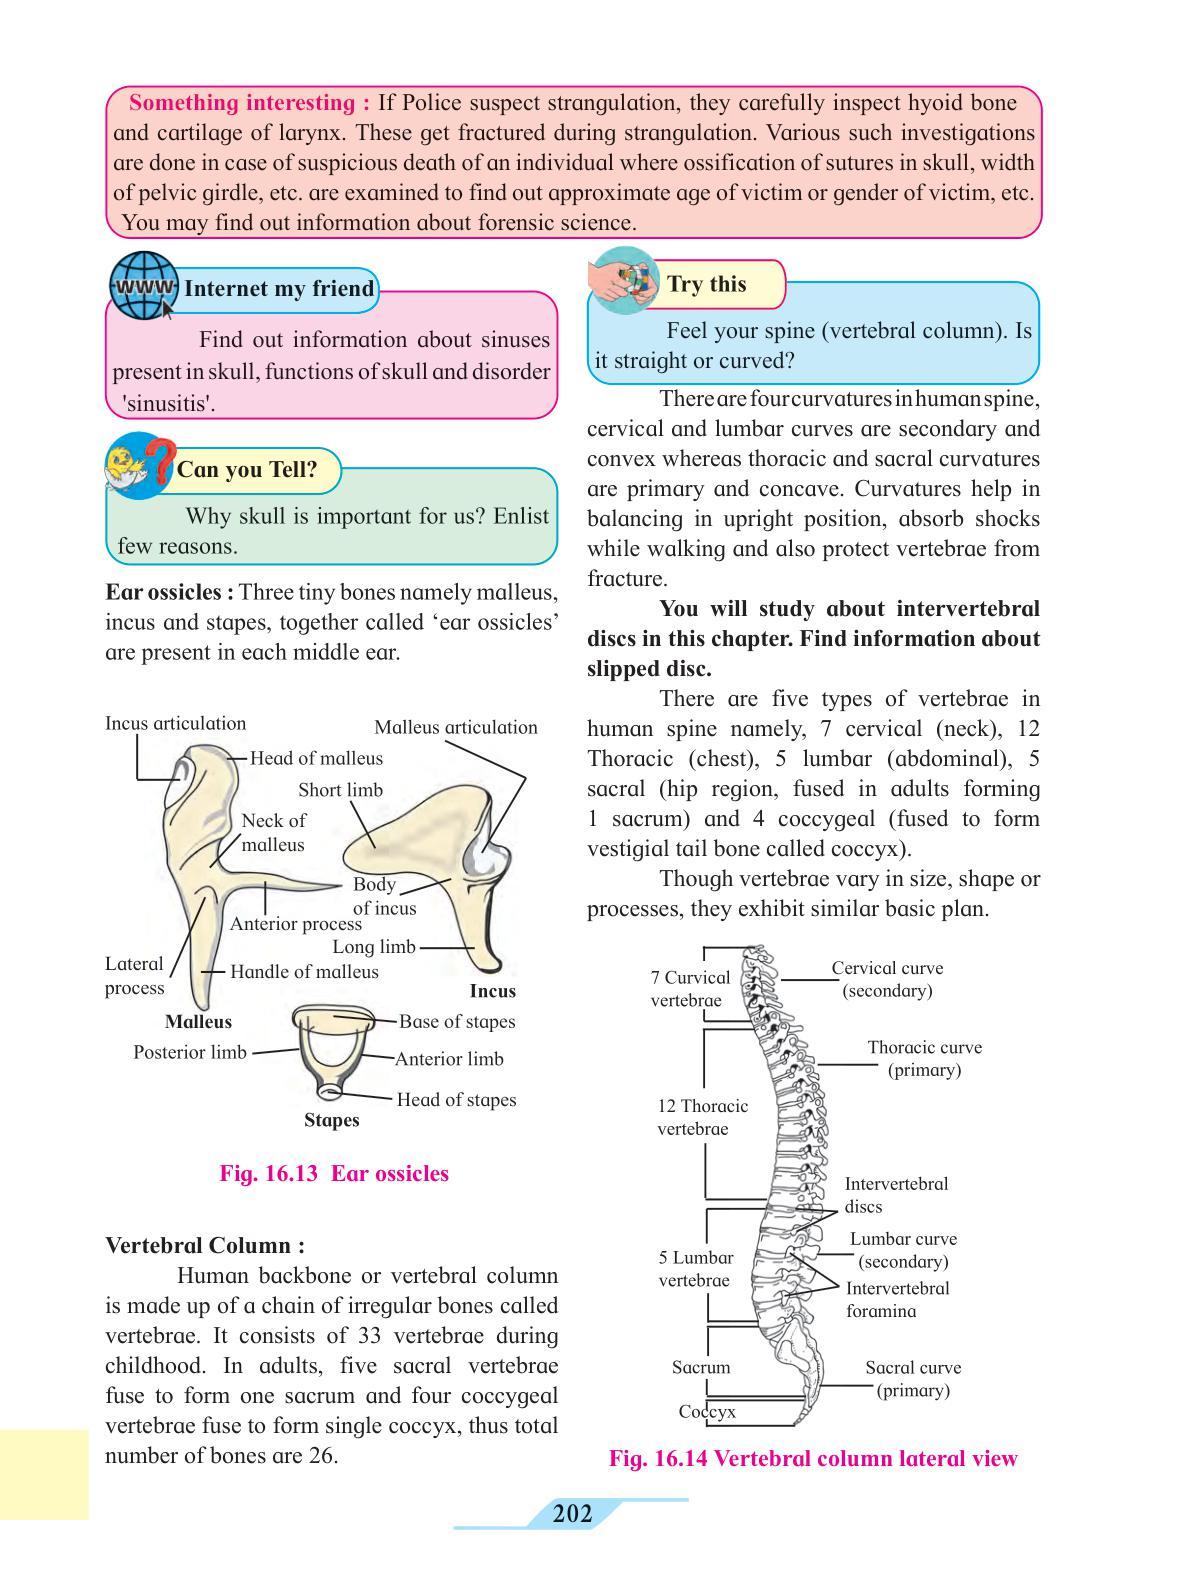 Something interesting : If Police suspect strangulation, they carefully inspect hyoid bone
and cartilage of larynx. These get fractured during strangulation. Various such investigations
are done in case of suspicious death of an individual where ossification of sutures in skull, width
of pelvic girdle, etc. are examined to find out approximate age of victim or gender of victim, etc.
You may find out information about forensic science.
www
Internet my friend
Find out information about sinuses
present in skull, functions of skull and disorder
'sinusitis'.
?
Can you Tell?
Why skull is important for us? Enlist
few reasons.
Ear ossicles : Three tiny bones namely malleus,
incus and stapes, together called ‘ear ossicles’
are present in each middle ear.
Incus articulation
Malleus articulation
Head of malleus
Short limb
Neck of
malleus
Body
of incus
Anterior process
Long limb
Lateral
process
Handle of malleus
Incus
Malleus
Base of stapes
Posterior limb
Anterior limb
Head of stapes
Stapes
Fig. 16.13 Ear ossicles
Vertebral Column :
Human backbone or vertebral column
is made up of a chain of irregular bones called
vertebrae. It consists of 33 vertebrae during
childhood. In adults, five sacral vertebrae
fuse to form one sacrum and four coccygeal
vertebrae fuse to form single coccyx, thus total
number of bones are 26.
Try this
Feel your spine (vertebral column). Is
it straight or curved?
There are four curvatures in human spine,
cervical and lumbar curves are secondary and
convex whereas thoracic and sacral curvatures
are primary and concave. Curvatures help in
balancing in upright position, absorb shocks
while walking and also protect vertebrae from
fracture.
You will study about intervertebral
discs in this chapter. Find information about
slipped disc.
There are five types of vertebrae in
human spine namely, 7 cervical (neck), 12
Thoracic (chest), 5 lumbar (abdominal), 5
sacral (hip region, fused in adults forming
1 sacrum) and 4 coccygeal (fused to form
vestigial tail bone called coccyx).
Though vertebrae vary in size, shape or
processes, they exhibit similar basic plan.
7 Curvical
vertebrae
Cervical curve
(secondary)
Thoracic curve
(primary)
12 Thoracic
vertebrae
Intervertebral
discs
Lumbar curve
(secondary)
5 Lumbar
vertebrae
Intervertebral
foramina
Sacrum
Sacral curve
(primary)
Coccyx
Fig. 16.14 Vertebral column lateral view
202